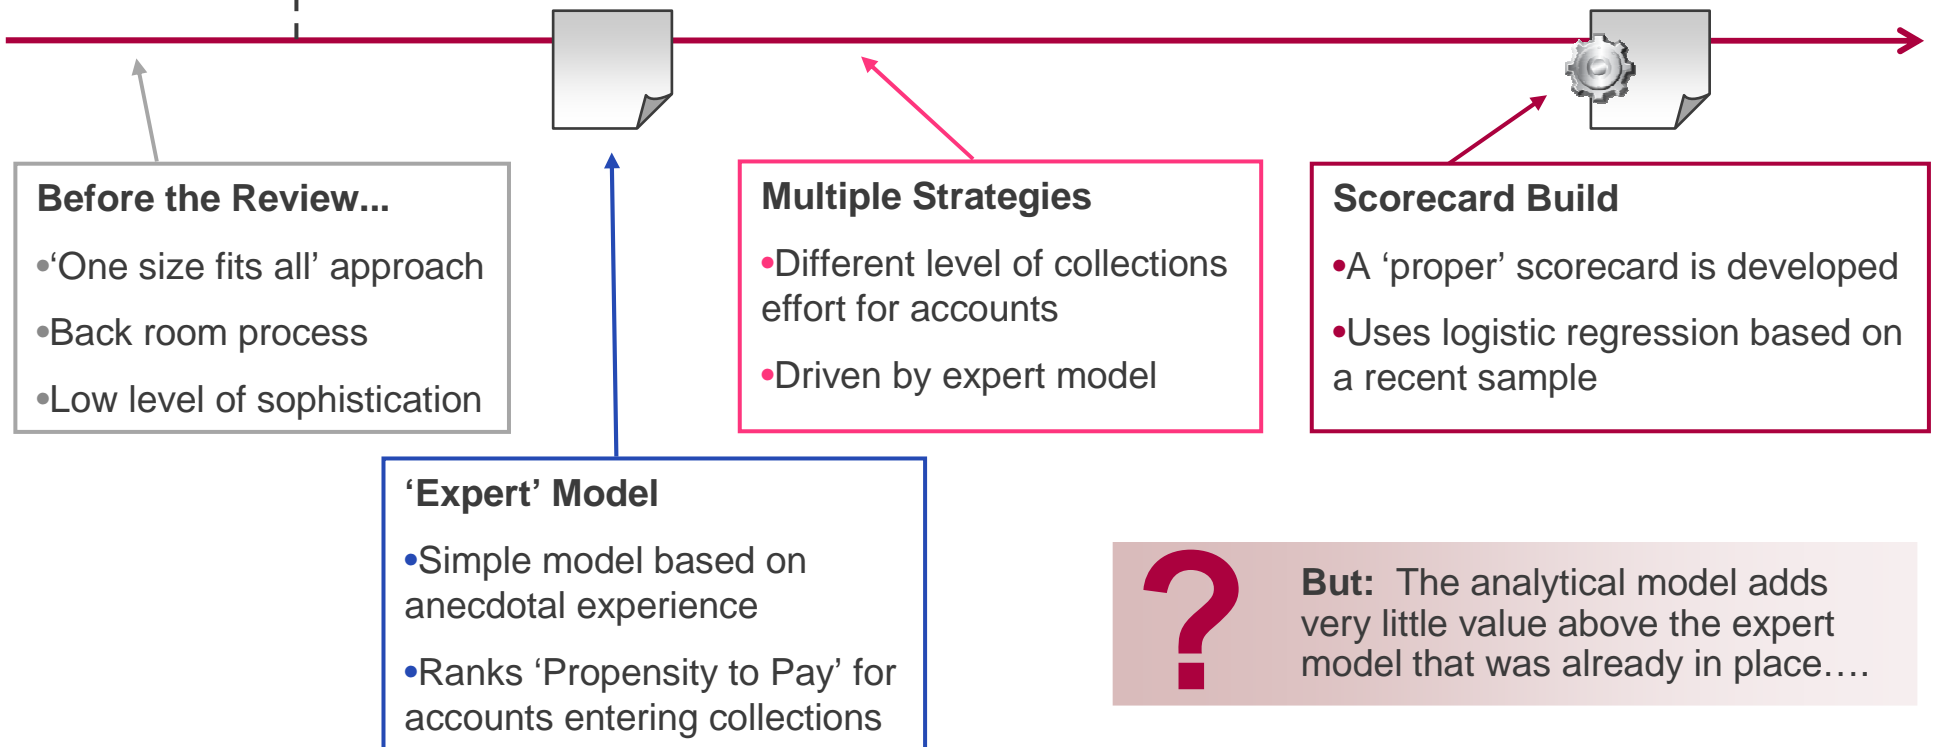 Before the Review...
•‘One size fits all’ approach
•Back room process
•Low level of sophistication
‘Expert’ Model
•Simple model based on
anecdotal experience
•Ranks ‘Propensity to Pay’ for
accounts entering collections
Multiple Strategies
•Different level of collections
effort for accounts
•Driven by expert model
Scorecard Build
•A ‘proper’ scorecard is developed
•Uses logistic regression based on
a recent sample
?
But: The analytical model adds
very little value above the expert
model that was already in place….